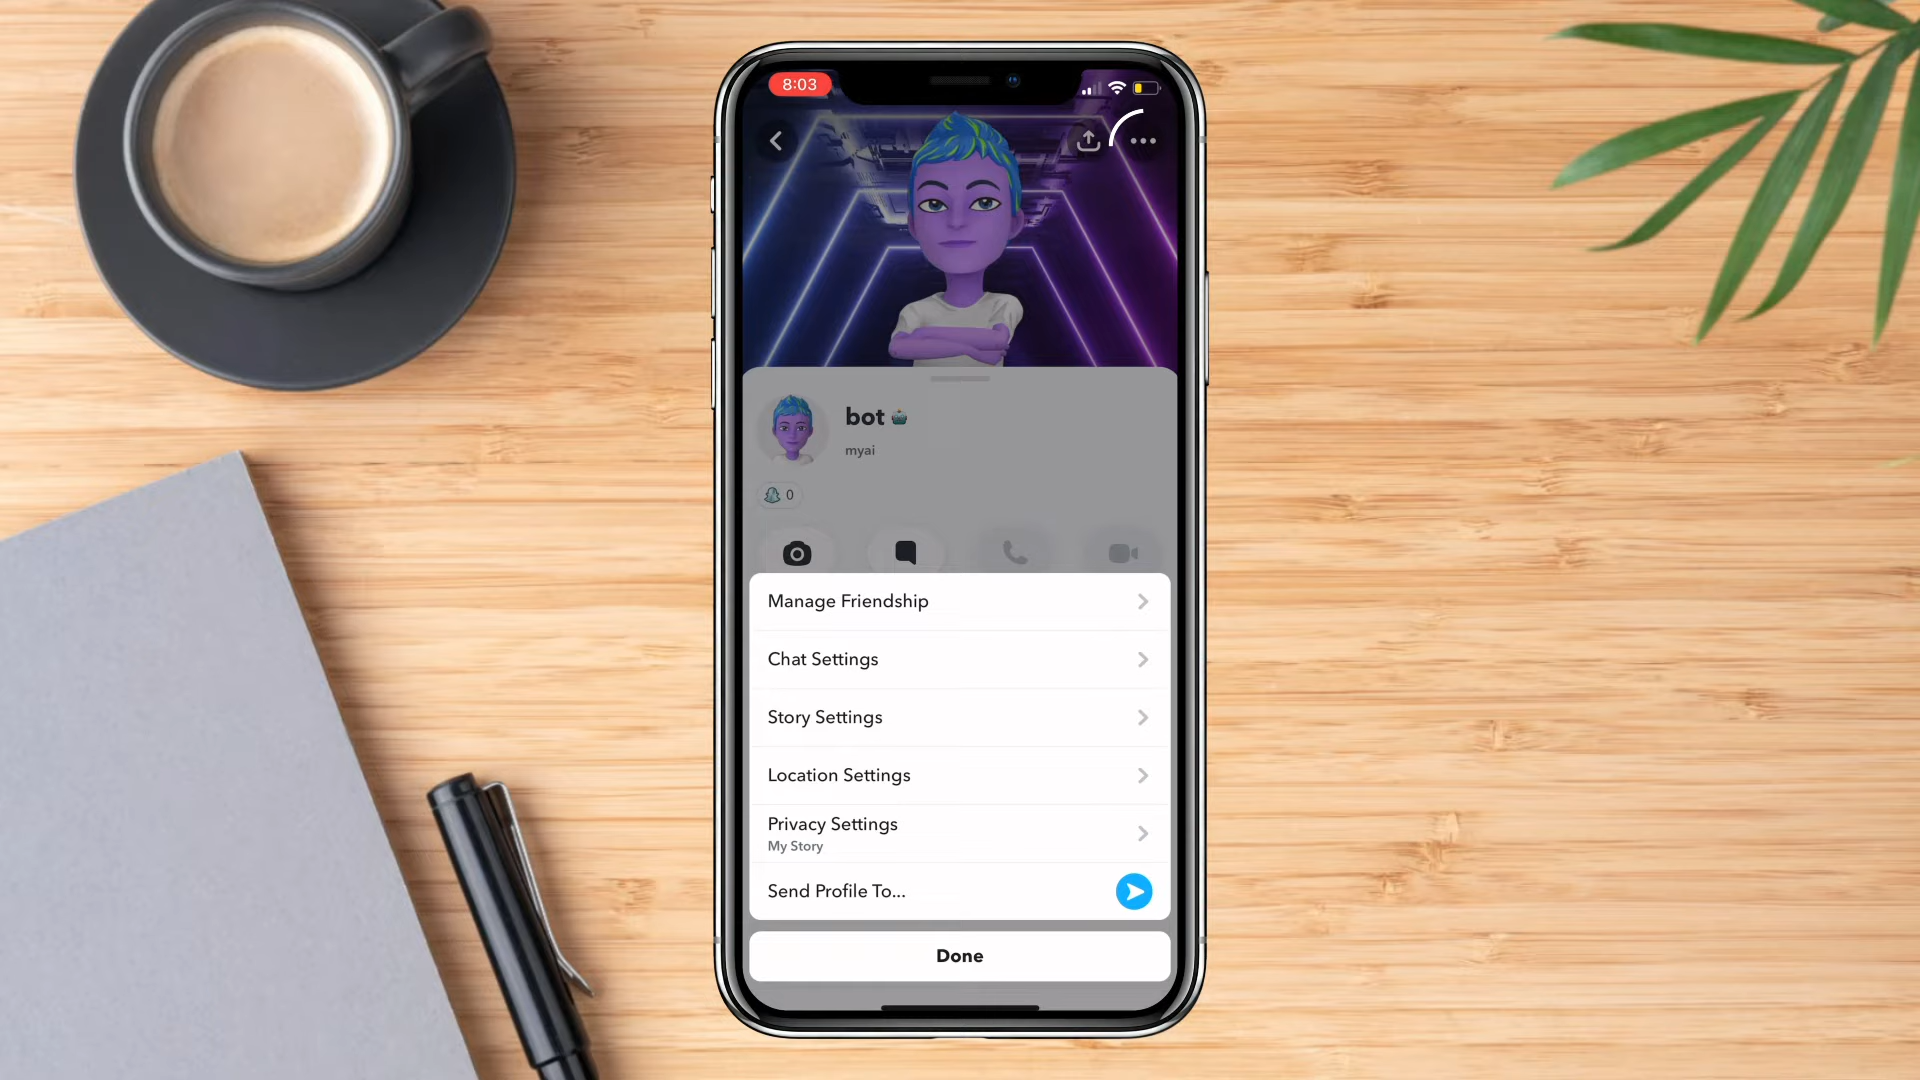 8:03
bot
myai
0
Manage Friendship
Chat Settings
Story Settings
Location Settings
Privacy Settings
My Story
Send Profile To...
Done